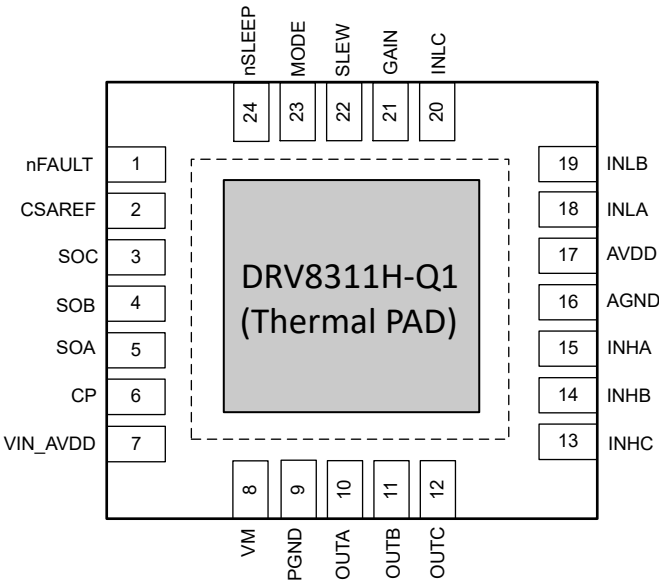 nSLEEP
MODE
SLEW
GAIN
INLC
24
23
22
21
20
nFAULT 1
CSAREF 2
SOC 3
SOB 4
SOA 5
CP 6
VIN_AVDD 7
DRV8311H-Q1
(Thermal PAD)
19 INLB
18 INLA
17 AVDD
16 AGND
15 INHA
14 INHB
13 INHC
8
9
10
11
12
VM
PGND
OUTA
OUTB
OUTC